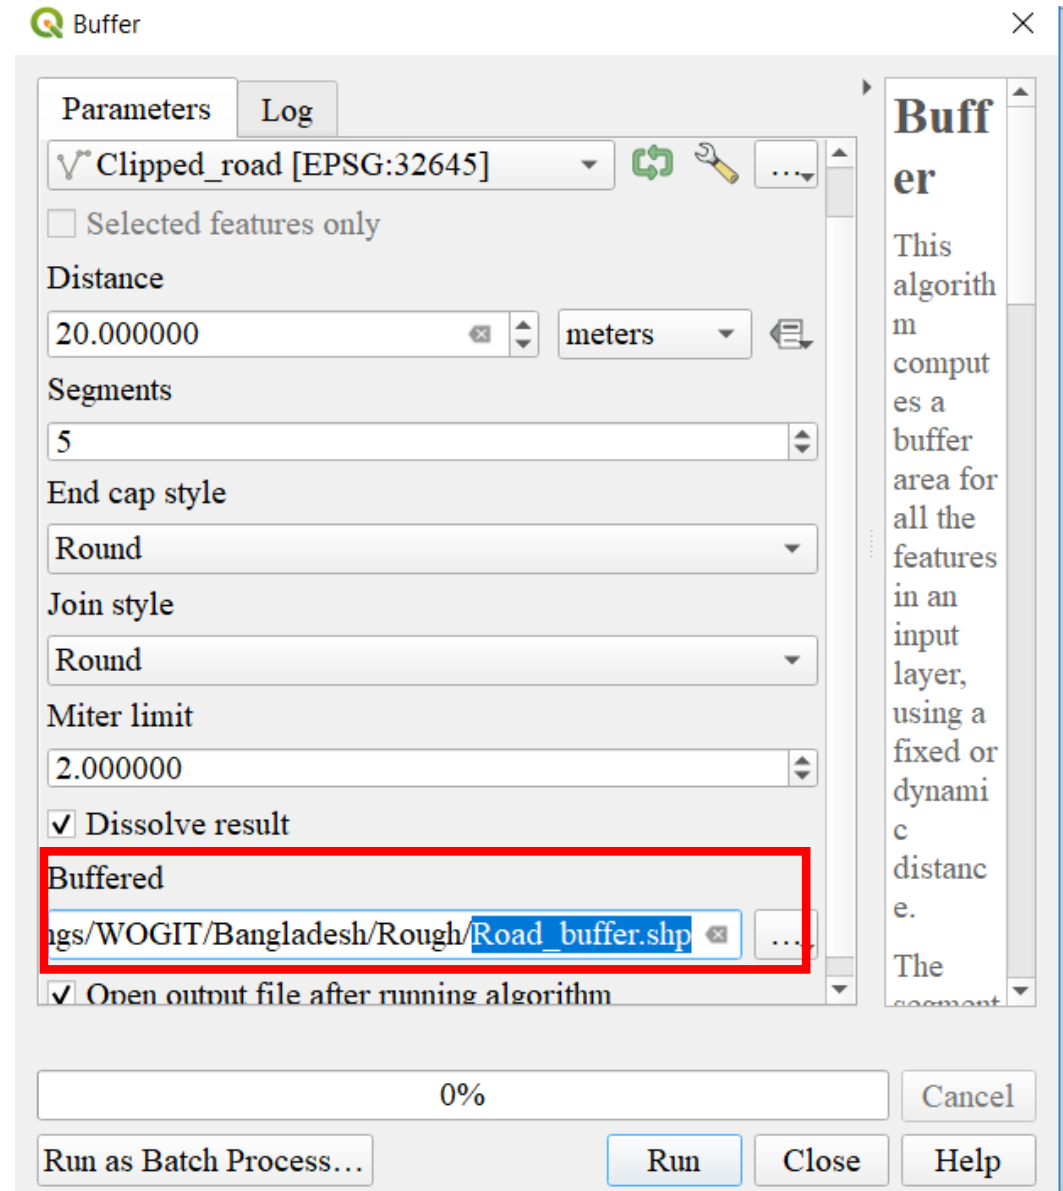 Buffer
Parameters
Log
Clipped_road [EPSG:32645]
...
Selected features only
Distance
20.000000
meters
Segments
5
End cap style
Round
Join style
Round
Miter limit
2.000000
Dissolve result
Buffered
ngs/WOGIT/Bangladesh/Rough/Road_buffer.shp
...
Open output file after running algorithm
Buff
er
This
algorith
m
comput
es a
buffer
area for
all the
features
in an
input
layer,
using a
fixed or
dynami
c
distanc
e.
The
segment
0%
Cancel
Run as Batch Process…
Run
Close
Help